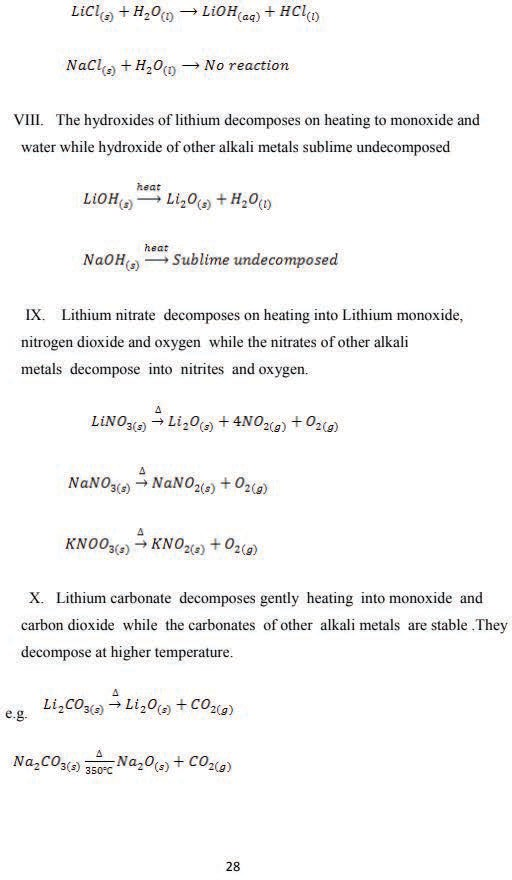 LiCl(s) + H₂O(l) → LiOH(aq) + HCl(l)
NaCl(s) + H₂O(l) → No reaction
VIII. The hydroxides of lithium decomposes on heating to monoxide and
water while hydroxide of other alkali metals sublime undecomposed
LiOH(s) heat→ Li₂O(s) + H₂O(l)
NaOH(s) heat→ Sublime undecomposed
IX. Lithium nitrate decomposes on heating into Lithium monoxide,
nitrogen dioxide and oxygen while the nitrates of other alkali
metals decompose into nitrites and oxygen.
LiNO₃(s) Δ→ Li₂O(s) + 4NO₂(g) + O₂(g)
NaNO₃(s) Δ→ NaNO₂(s) + O₂(g)
KNOO₃(s) Δ→ KNO₂(s) + O₂(g)
X. Lithium carbonate decomposes gently heating into monoxide and
carbon dioxide while the carbonates of other alkali metals are stable .They
decompose at higher temperature.
e.g. Li₂CO₃(s) Δ→ Li₂O(s) + CO₂(g)
Na₂CO₃(s) Δ/350°C Na₂O(s) + CO₂(g)
28